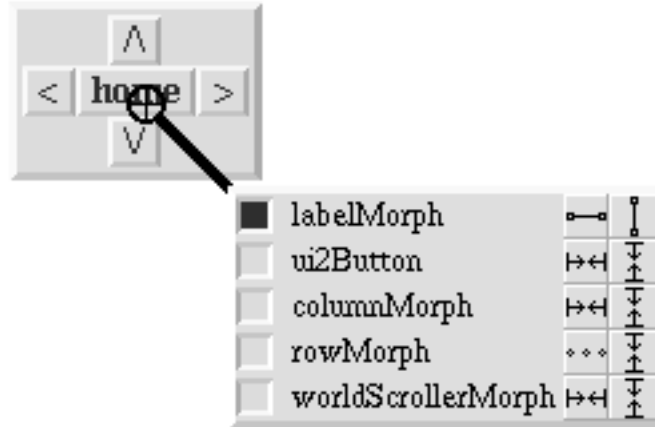 Λ
< home >
V
labelMorph
ui2Button
columnMorph
rowMorph
worldScrollerMorph